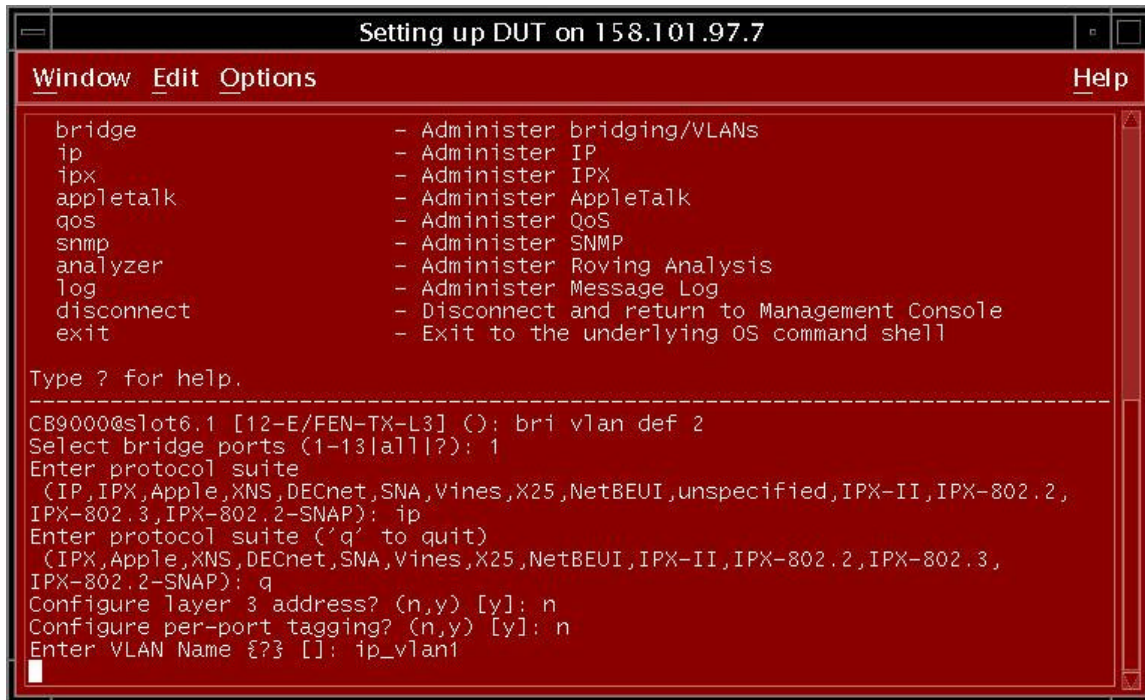 Setting up DUT on 158.101.97.7
Window Edit Options Help
bridge - Administer bridging/VLANs
ip - Administer IP
ipx - Administer IPX
appletalk - Administer AppleTalk
qos - Administer QoS
snmp - Administer SNMP
analyzer - Administer Roving Analysis
log - Administer Message Log
disconnect - Disconnect and return to Management Console
exit - Exit to the underlying OS command shell
Type ? for help.
--------------------------------------------------------------------------------
CB9000@slot6.1 [12-E/FEN-TX-L3] (): bri vlan def 2
Select bridge ports (1-13|all|?): 1
Enter protocol suite
(IP,IPX,Apple,XNS,DECnet,SNA,Vines,X25,NetBEUI,unspecified,IPX-II,IPX-802.2,
IPX-802.3,IPX-802.2-SNAP): ip
Enter protocol suite ('q' to quit)
(IPX,Apple,XNS,DECnet,SNA,Vines,X25,NetBEUI,IPX-II,IPX-802.2,IPX-802.3,
IPX-802.2-SNAP): q
Configure layer 3 address? (n,y) [y]: n
Configure per-port tagging? (n,y) [y]: n
Enter VLAN Name {?} []: ip_vlan1